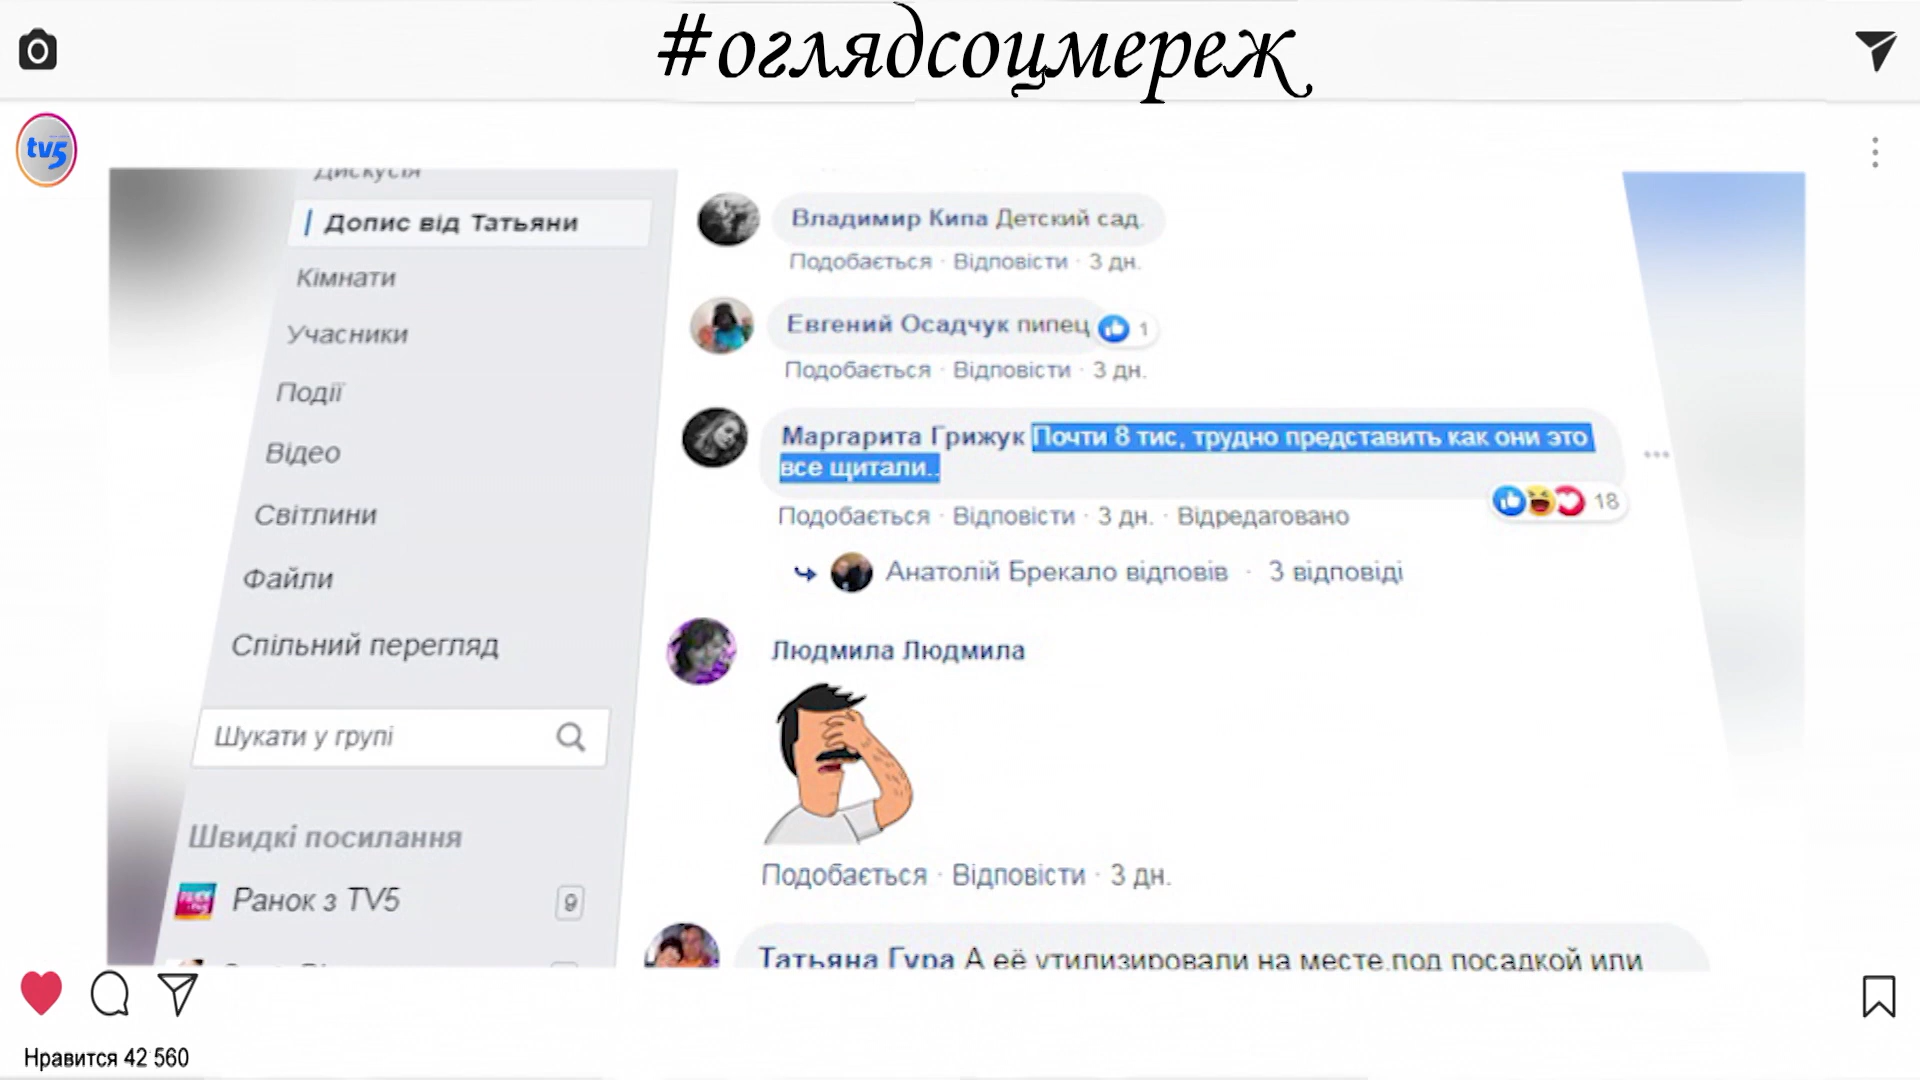 #оглядсоцмереж
tv5
Дискусія
Допис від Татьяни
Кімнати
Учасники
Події
Відео
Світлини
Файли
Спільний перегляд
Шукати у групі
Швидкі посилання
Ранок з TV5
9
Владимир Кипа Детский сад.
Подобається · Відповісти · 3 дн.
Евгений Осадчук пипец
1
Подобається · Відповісти · 3 дн.
Маргарита Грижук Почти 8 тис, трудно представить как они это
все щитали..
18
Подобається · Відповісти · 3 дн. · Відредаговано
Анатолій Брекало відповів · 3 відповіді
Людмила Людмила
Подобається · Відповісти · 3 дн.
Татьяна Гура А её утилизировали на месте,под посадкой или
Нравится 42 560